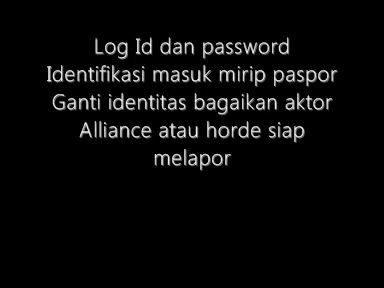 Log Id dan password
Identifikasi masuk mirip paspor
Ganti identitas bagaikan aktor
Alliance atau horde siap
melapor